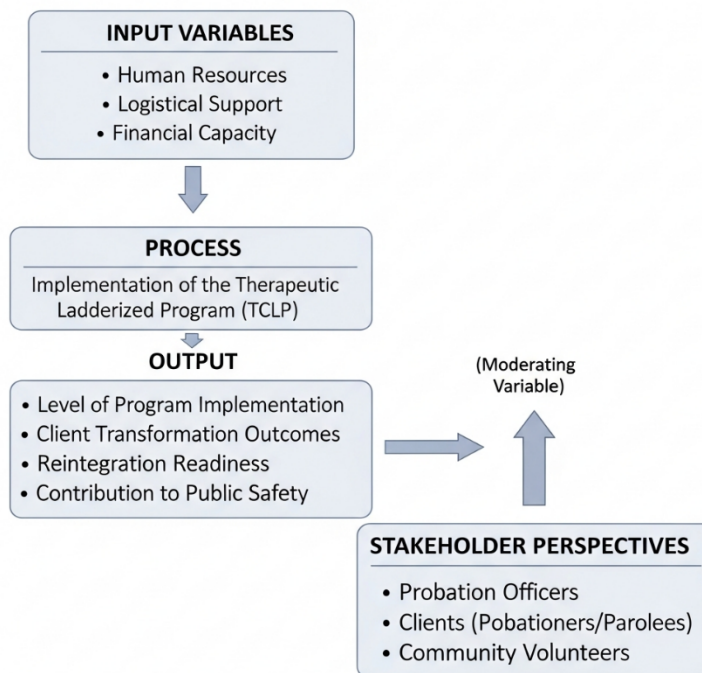 INPUT VARIABLES
• Human Resources
• Logistical Support
• Financial Capacity
PROCESS
Implementation of the Therapeutic
Ladderized Program (TCLP)
OUTPUT
• Level of Program Implementation
• Client Transformation Outcomes
• Reintegration Readiness
• Contribution to Public Safety
(Moderating
Variable)
STAKEHOLDER PERSPECTIVES
• Probation Officers
• Clients (Pobationers/Parolees)
• Community Volunteers